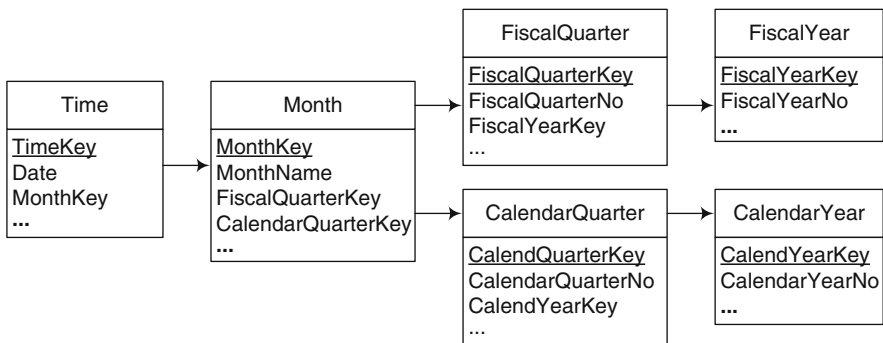 Time
TimeKey
Date
MonthKey
...
Month
MonthKey
MonthName
FiscalQuarterKey
CalendarQuarterKey
...
FiscalQuarter
FiscalQuarterKey
FiscalQuarterNo
FiscalYearKey
...
FiscalYear
FiscalYearKey
FiscalYearNo
...
CalendarQuarter
CalendQuarterKey
CalendarQuarterNo
CalendYearKey
...
CalendarYear
CalendYearKey
CalendarYearNo
...